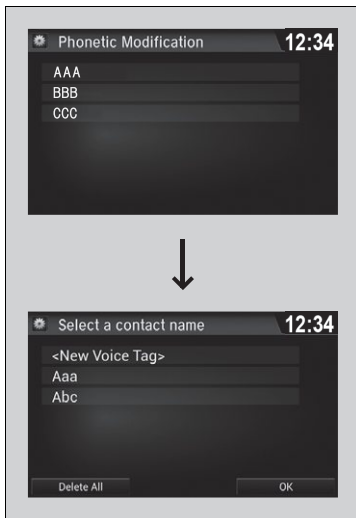 Phonetic Modification 12:34
AAA
BBB
CCC
Select a contact name 12:34
<New Voice Tag>
Aaa
Abc
Delete All OK